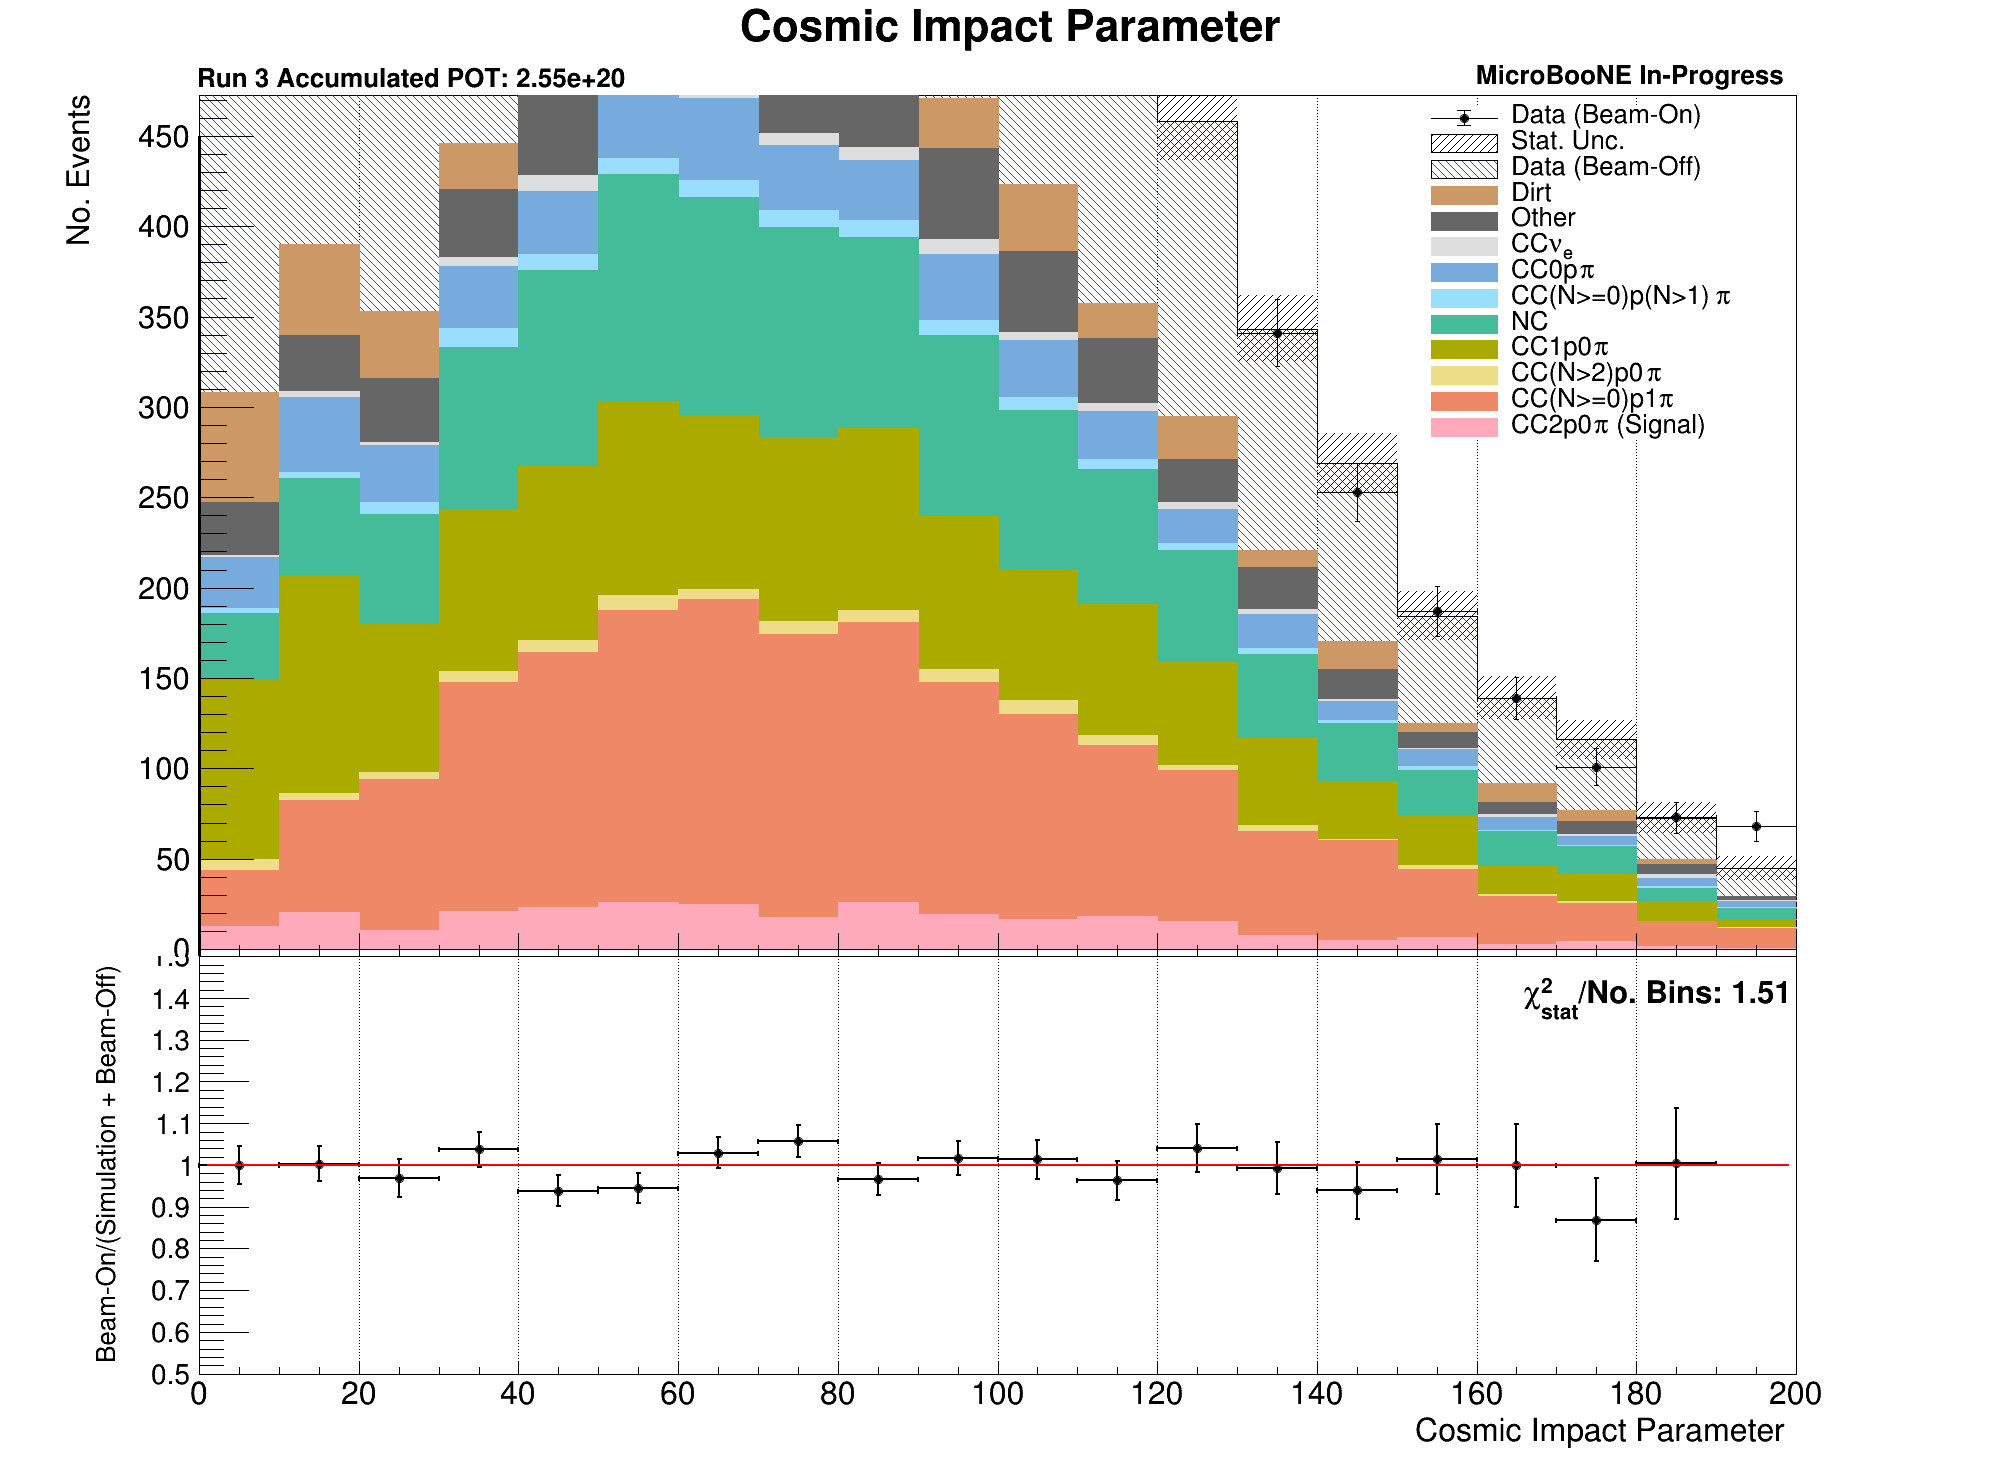 Cosmic Impact Parameter
Run 3 Accumulated POT: 2.55e+20
MicroBooNE In-Progress
No. Events
450
400
350
300
250
200
150
100
50
0
Data (Beam-On)
Stat. Unc.
Data (Beam-Off)
Dirt
Other
CCνe
CC0pπ
CC(N>=0)p(N>1) π
NC
CC1p0π
CC(N>2)p0π
CC(N>=0)p1π
CC2p0π (Signal)
Beam-On/(Simulation + Beam-Off)
1.5
1.4
1.3
1.2
1.1
1
0.9
0.8
0.7
0.6
0.5
χ2stat/No. Bins: 1.51
0 20 40 60 80 100 120 140 160 180 200
Cosmic Impact Parameter